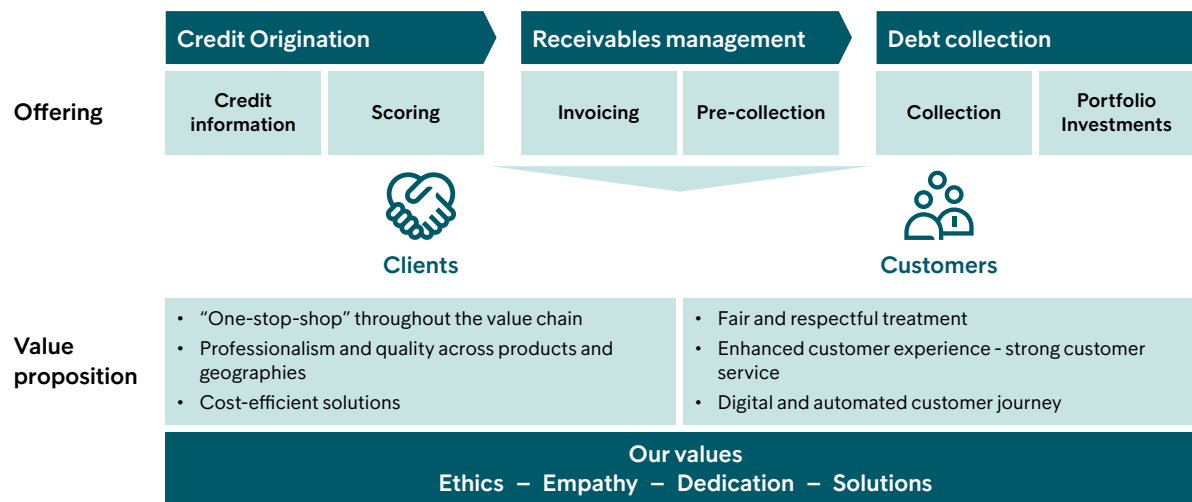 Credit Origination
Receivables management
Debt collection
Offering
Credit
information
Scoring
Invoicing
Pre-collection
Collection
Portfolio
Investments
Clients
Customers
Value
proposition
• “One-stop-shop” throughout the value chain
• Professionalism and quality across products and
geographies
• Cost-efficient solutions
• Fair and respectful treatment
• Enhanced customer experience - strong customer
service
• Digital and automated customer journey
Our values
Ethics – Empathy – Dedication – Solutions